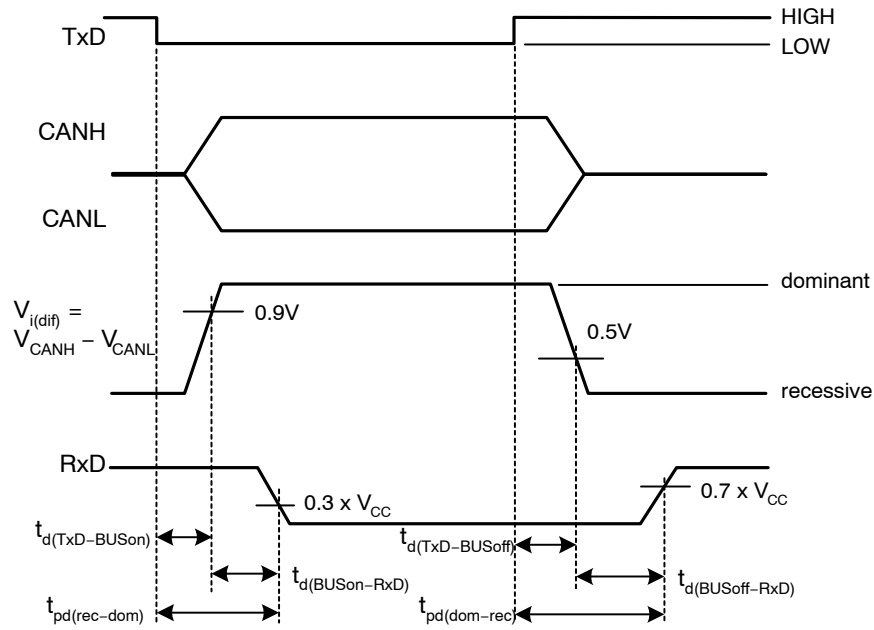 HIGH
TxD
LOW
CANH
CANL
dominant
V_i(dif) =
0.9V
V_CANH − V_CANL
0.5V
recessive
RxD
0.3 x V_CC
0.7 x V_CC
t_d(TxD−BUSon)
t_d(TxD−BUSoff)
t_d(BUSon−RxD)
t_d(BUSoff−RxD)
t_pd(rec−dom)
t_pd(dom−rec)